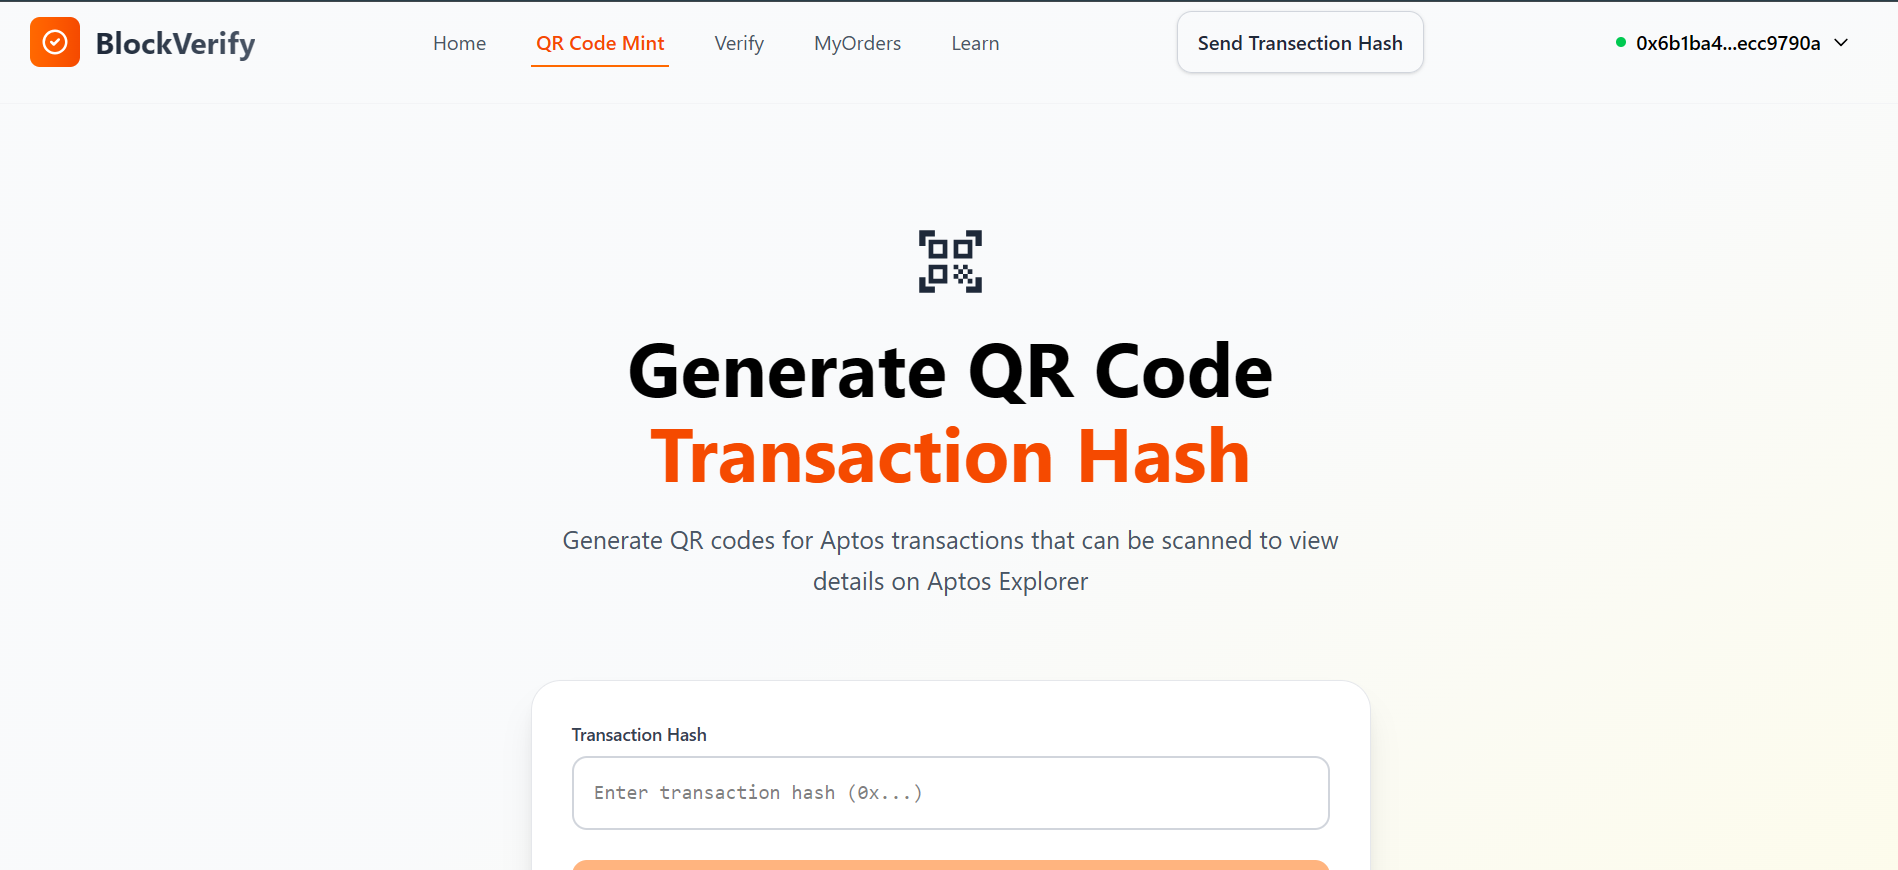 BlockVerify
Home
QR Code Mint
Verify
MyOrders
Learn
Send Transection Hash
0x6b1ba4...ecc9790a
Generate QR Code
Transaction Hash
Generate QR codes for Aptos transactions that can be scanned to view
details on Aptos Explorer
Transaction Hash
Enter transaction hash (0x...)